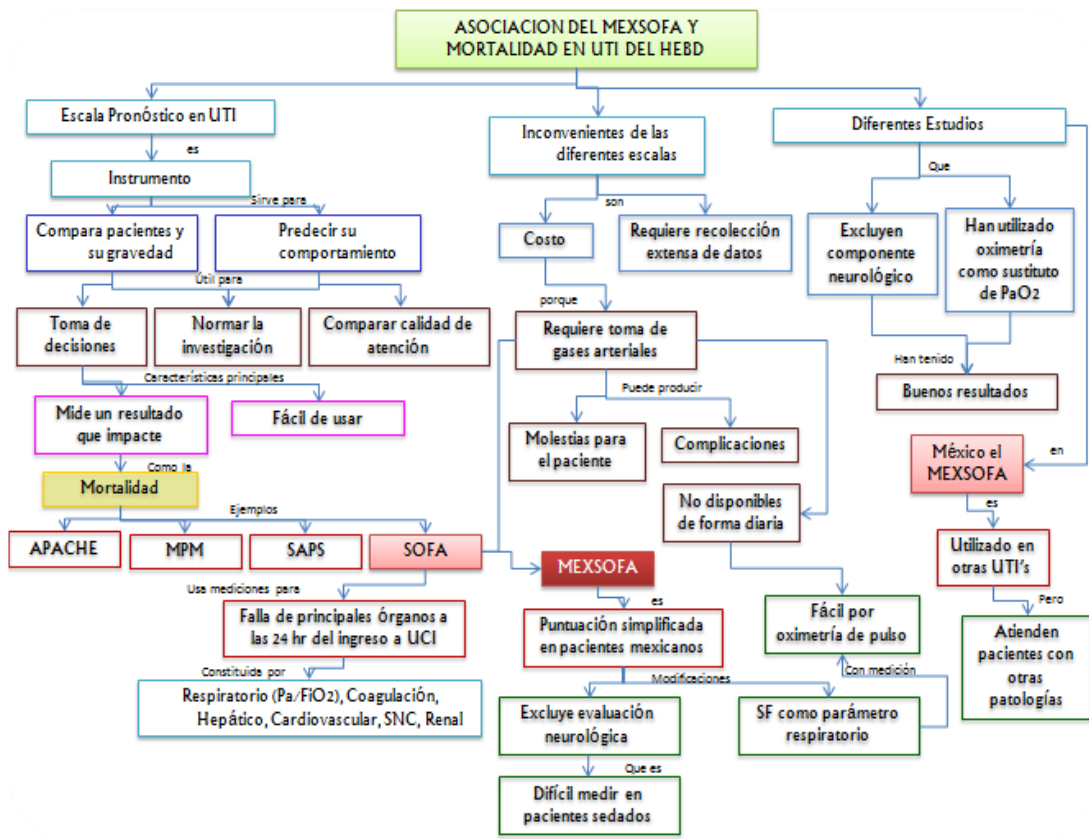 ASOCIACION DEL MEXSOFA Y
MORTALIDAD EN UTI DEL HEBD
Escala Pronóstico en UTI
es
Instrumento
Sirve para
Compara pacientes y
su gravedad
Predecir su
comportamiento
Útil para
Toma de
decisiones
Normar la
investigación
Comparar calidad de
atención
Características principales
Mide un resultado
que impacte
Fácil de usar
Como la
Mortalidad
Ejemplos
APACHE
MPM
SAPS
SOFA
Usa mediciones para
Falla de principales órganos a
las 24 hr del ingreso a UCI
Constituida por
Respiratorio (Pa/FiO2), Coagulación,
Hepático, Cardiovascular, SNC, Renal
Inconvenientes de las
diferentes escalas
son
Costo
Requiere recolección
extensa de datos
porque
Requiere toma de
gases arteriales
Puede producir
Molestias para
el paciente
Complicaciones
No disponibles
de forma diaria
MEXSOFA
es
Puntuación simplificada
en pacientes mexicanos
Modificaciones
Excluye evaluación
neurológica
Que es
Difícil medir en
pacientes sedados
SF como parámetro
respiratorio
Con medición
Fácil por
oximetría de pulso
Diferentes Estudios
Que
Excluyen
componente
neurológico
Han utilizado
oximetría
como sustituto
de PaO2
Han tenido
Buenos resultados
en
México el
MEXSOFA
es
Utilizado en
otras UTI's
Pero
Atienden
pacientes con
otras
patologías